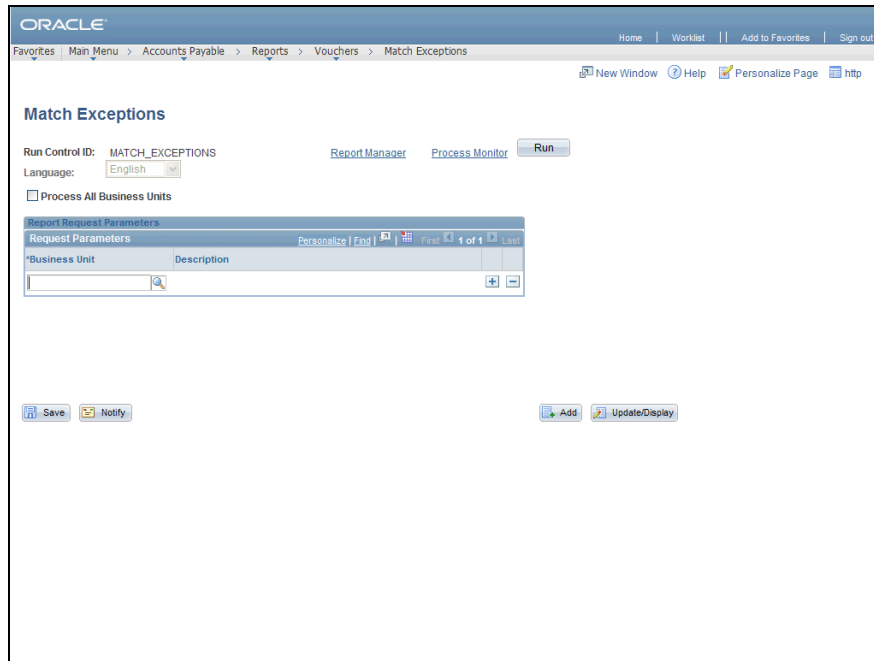 ORACLE
Home | Worklist || Add to Favorites | Sign out
Favorites Main Menu > Accounts Payable > Reports > Vouchers > Match Exceptions
New Window Help Personalize Page http
Match Exceptions
Run Control ID: MATCH_EXCEPTIONS Report Manager Process Monitor Run
Language: English
Process All Business Units
Report Request Parameters
Request Parameters Personalize | Find | | First 1 of 1 Last
*Business Unit Description
Save Notify Add Update/Display